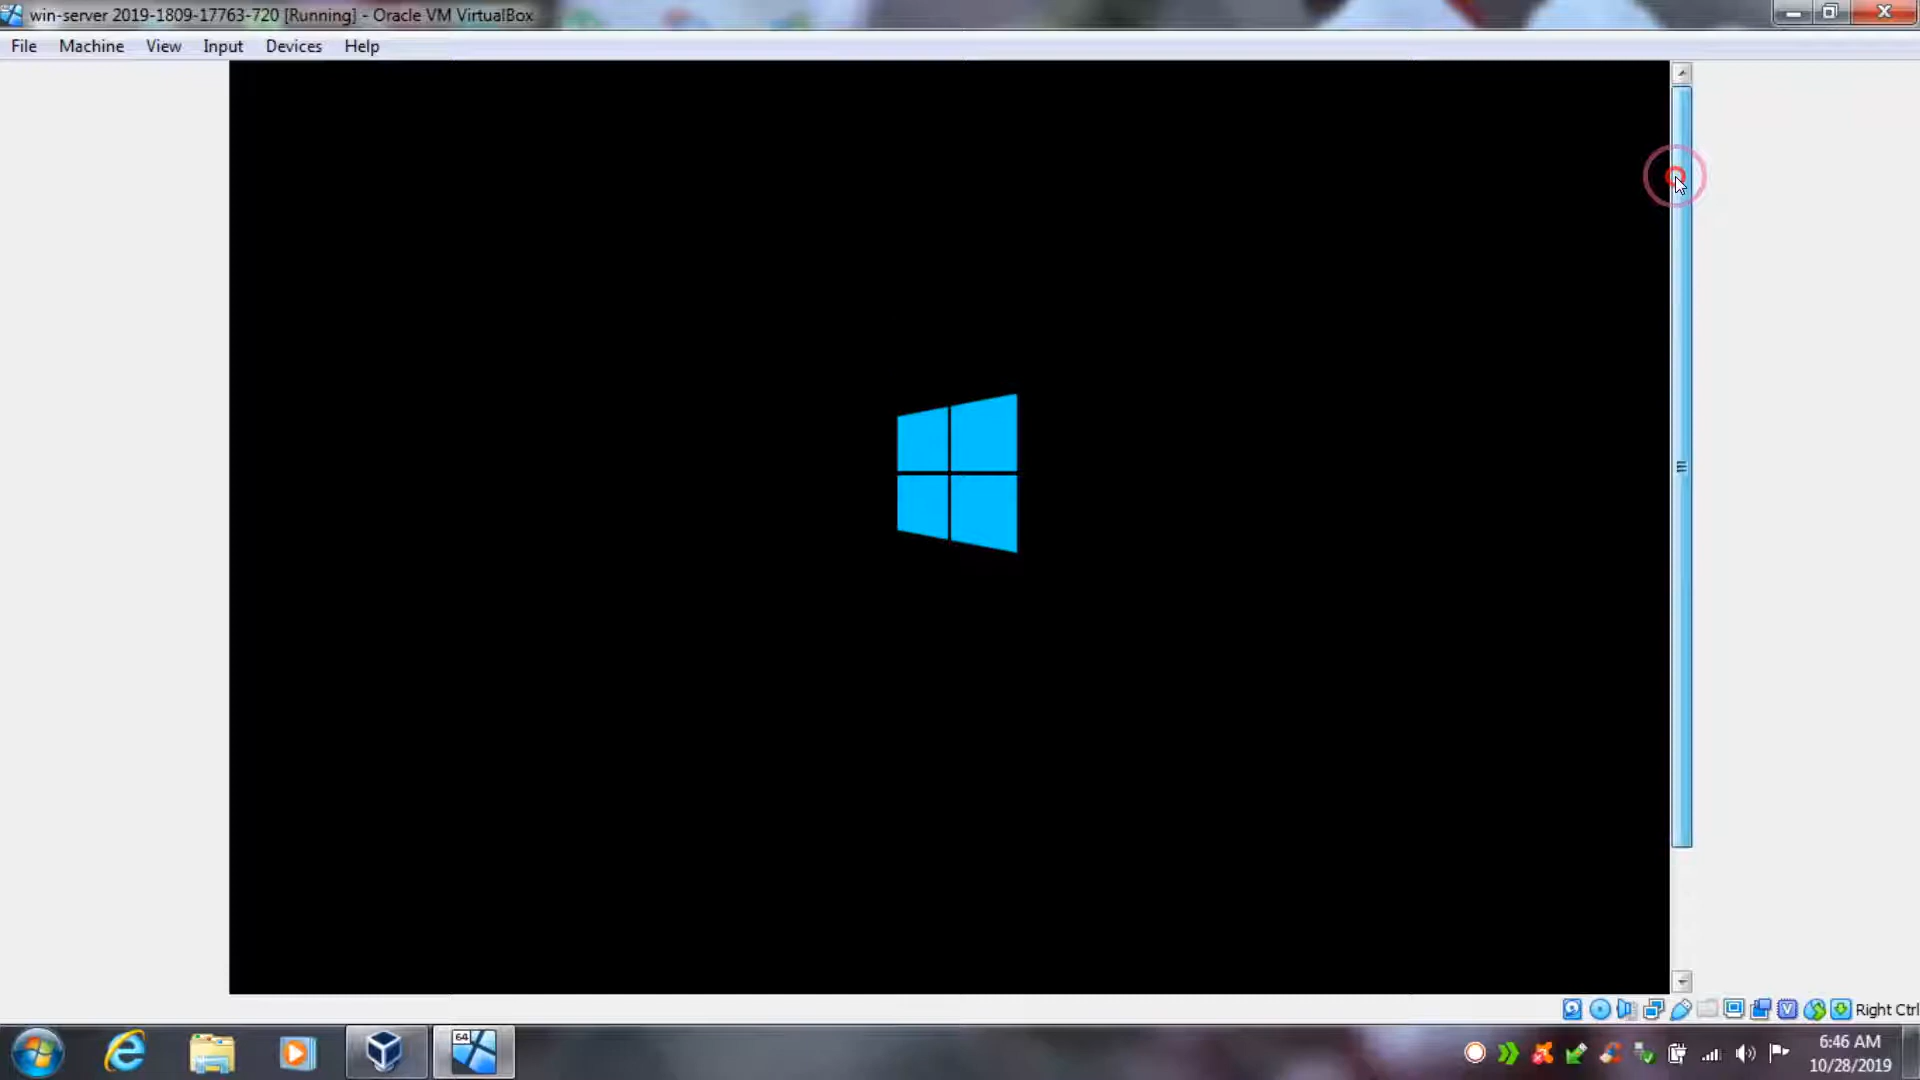 win-server 2019-1809-17763-720 [Running] - Oracle VM VirtualBox
File Machine View Input Devices Help
Right Ctrl
64
6:46 AM
10/28/2019